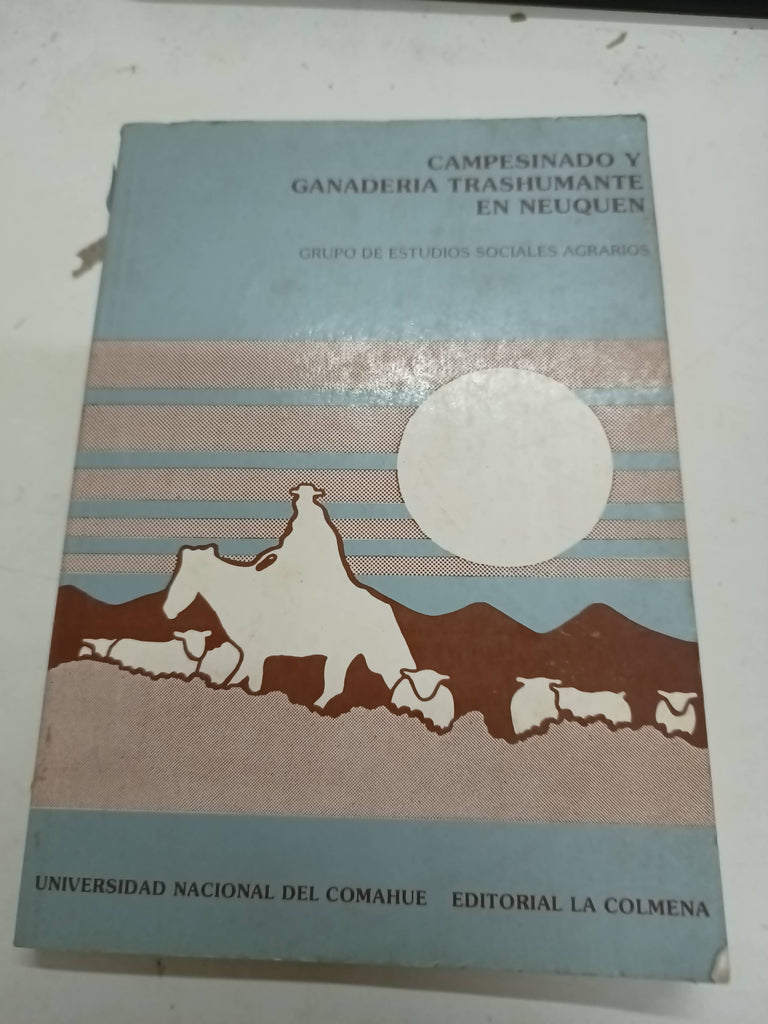 CAMPESINADO Y
GANADERIA TRASHUMANTE
EN NEUQUEN
GRUPO DE ESTUDIOS SOCIALES AGRARIOS
UNIVERSIDAD NACIONAL DEL COMAHUE EDITORIAL LA COLMENA